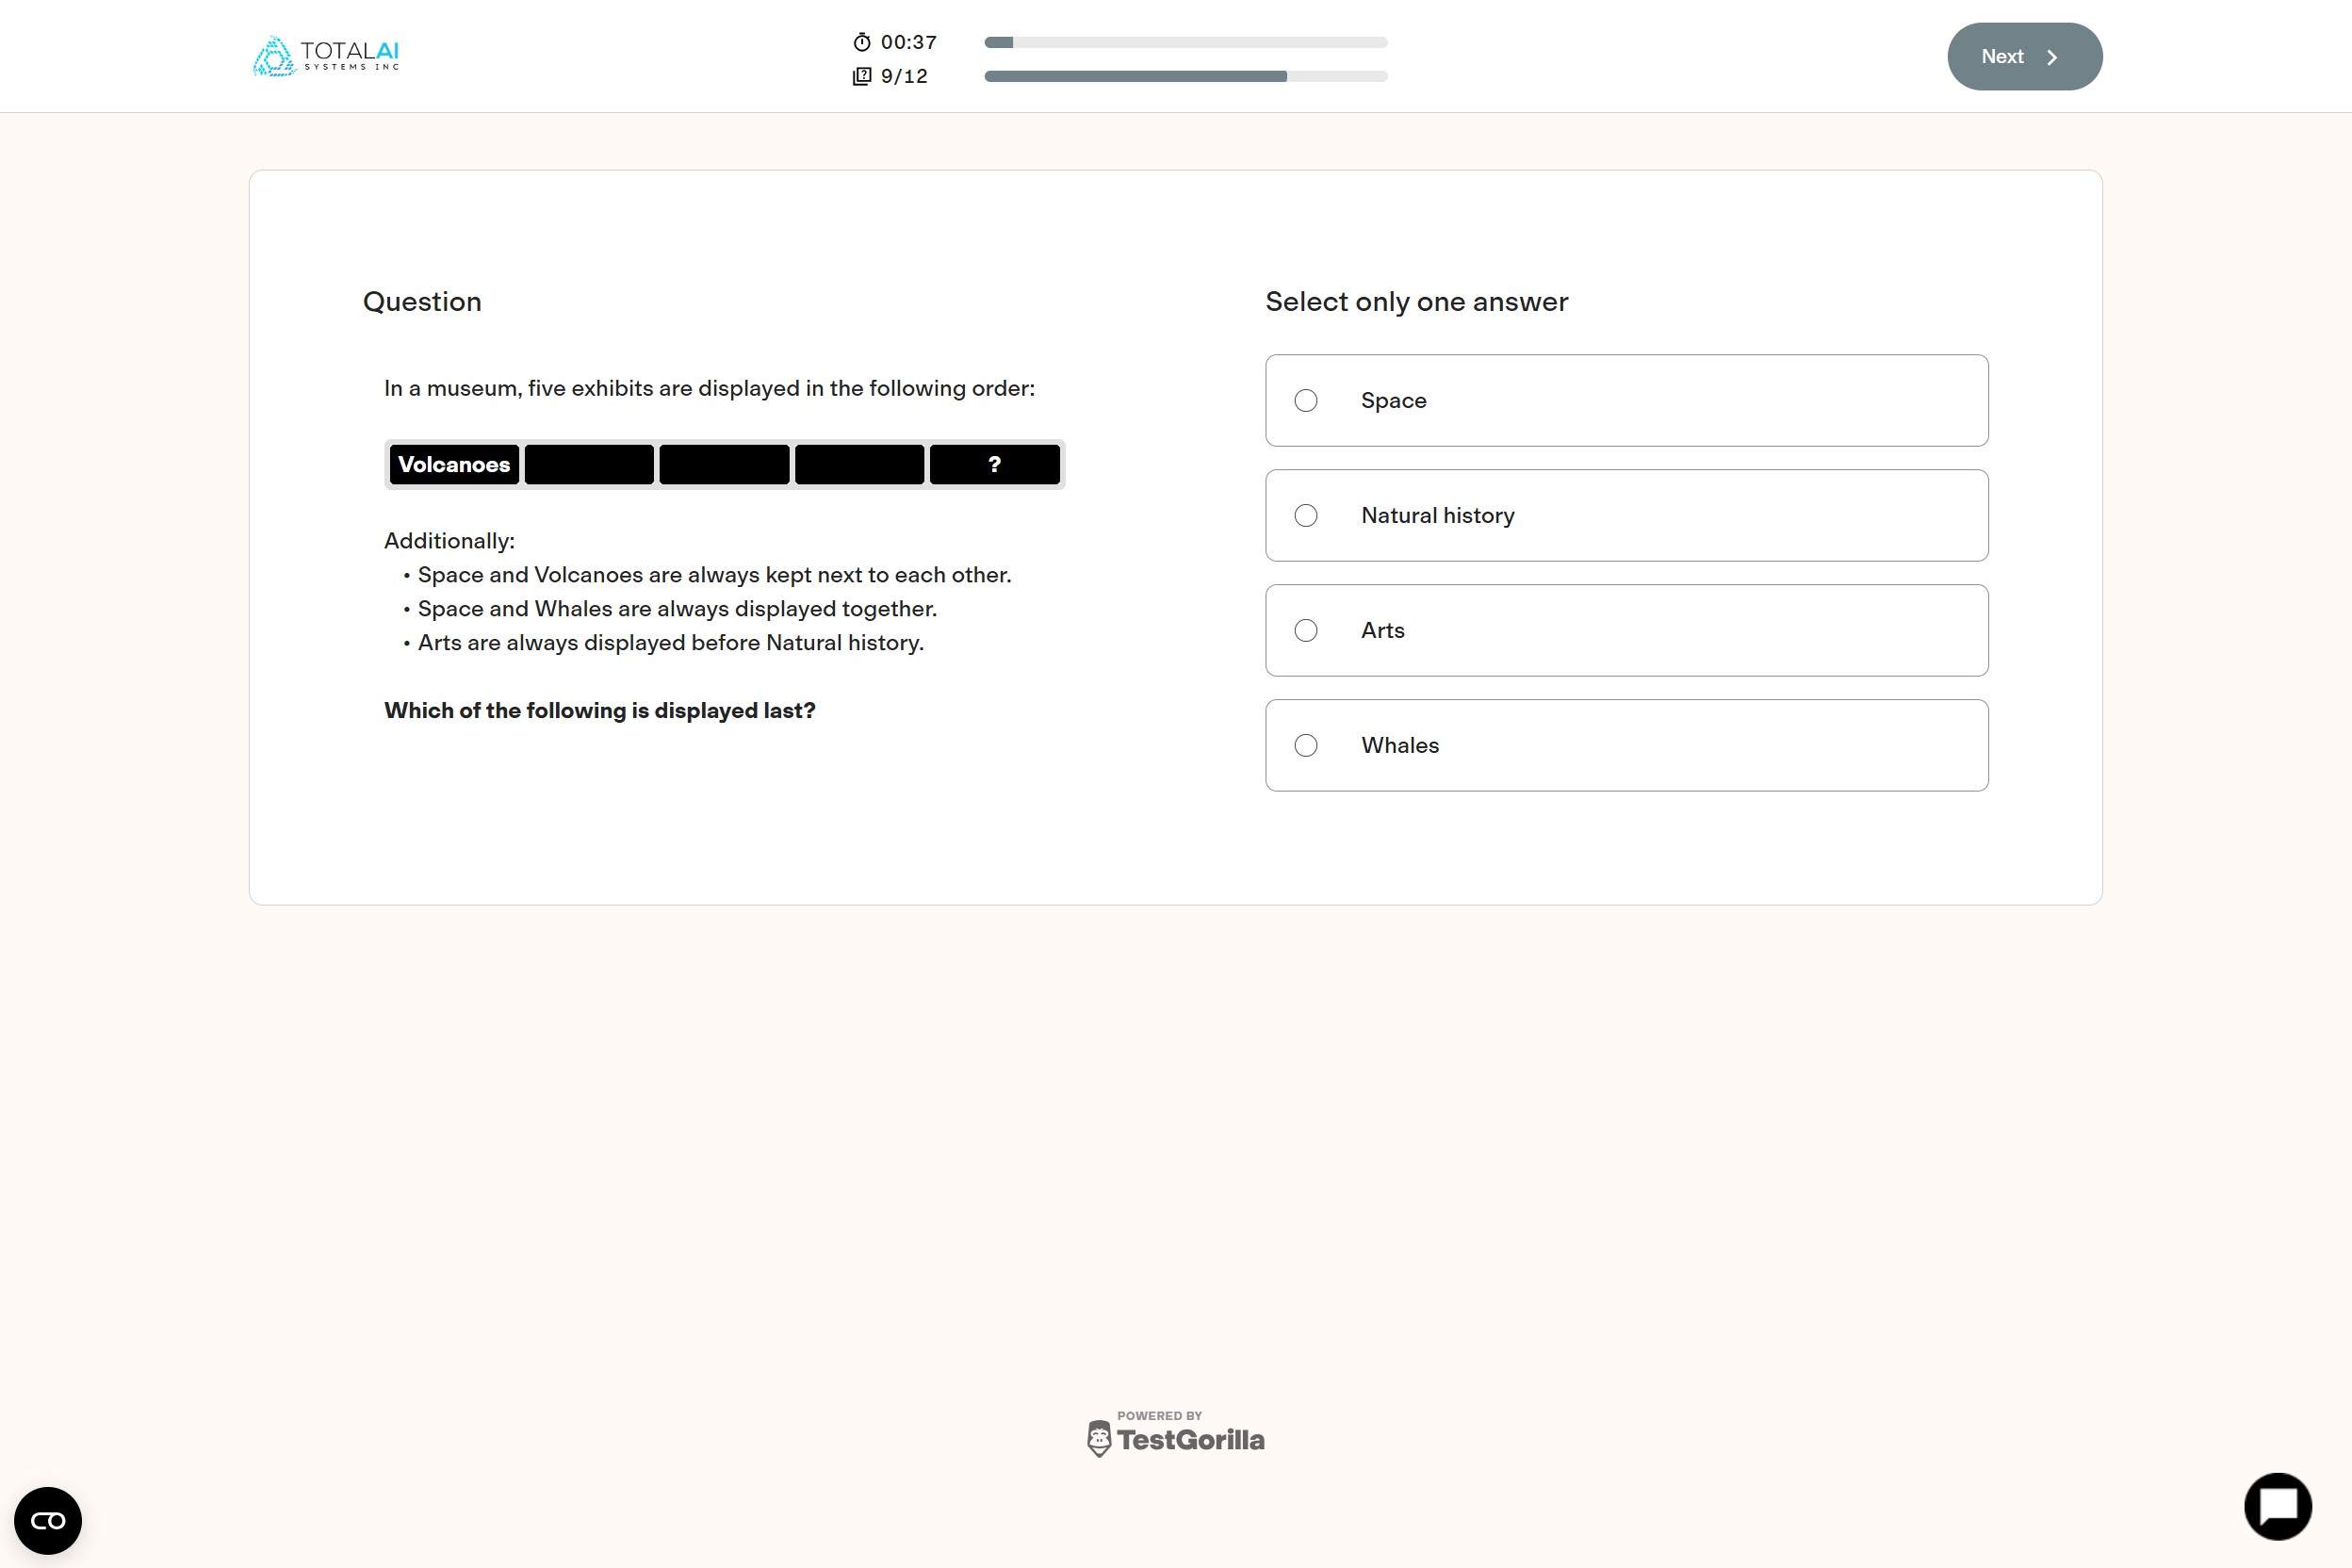 TOTALAI
SYSTEMS INC
00:37
9/12
Next
Question
In a museum, five exhibits are displayed in the following order:
Volcanoes ?
Additionally:
• Space and Volcanoes are always kept next to each other.
• Space and Whales are always displayed together.
• Arts are always displayed before Natural history.
Which of the following is displayed last?
Select only one answer
Space
Natural history
Arts
Whales
POWERED BY
TestGorilla